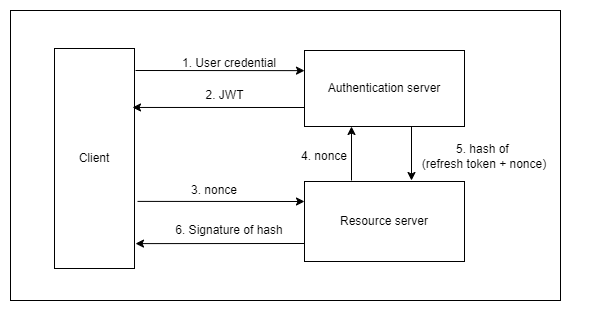 1. User credential
Authentication server
2. JWT
Client
4. nonce
5. hash of
(refresh token + nonce)
3. nonce
Resource server
6. Signature of hash